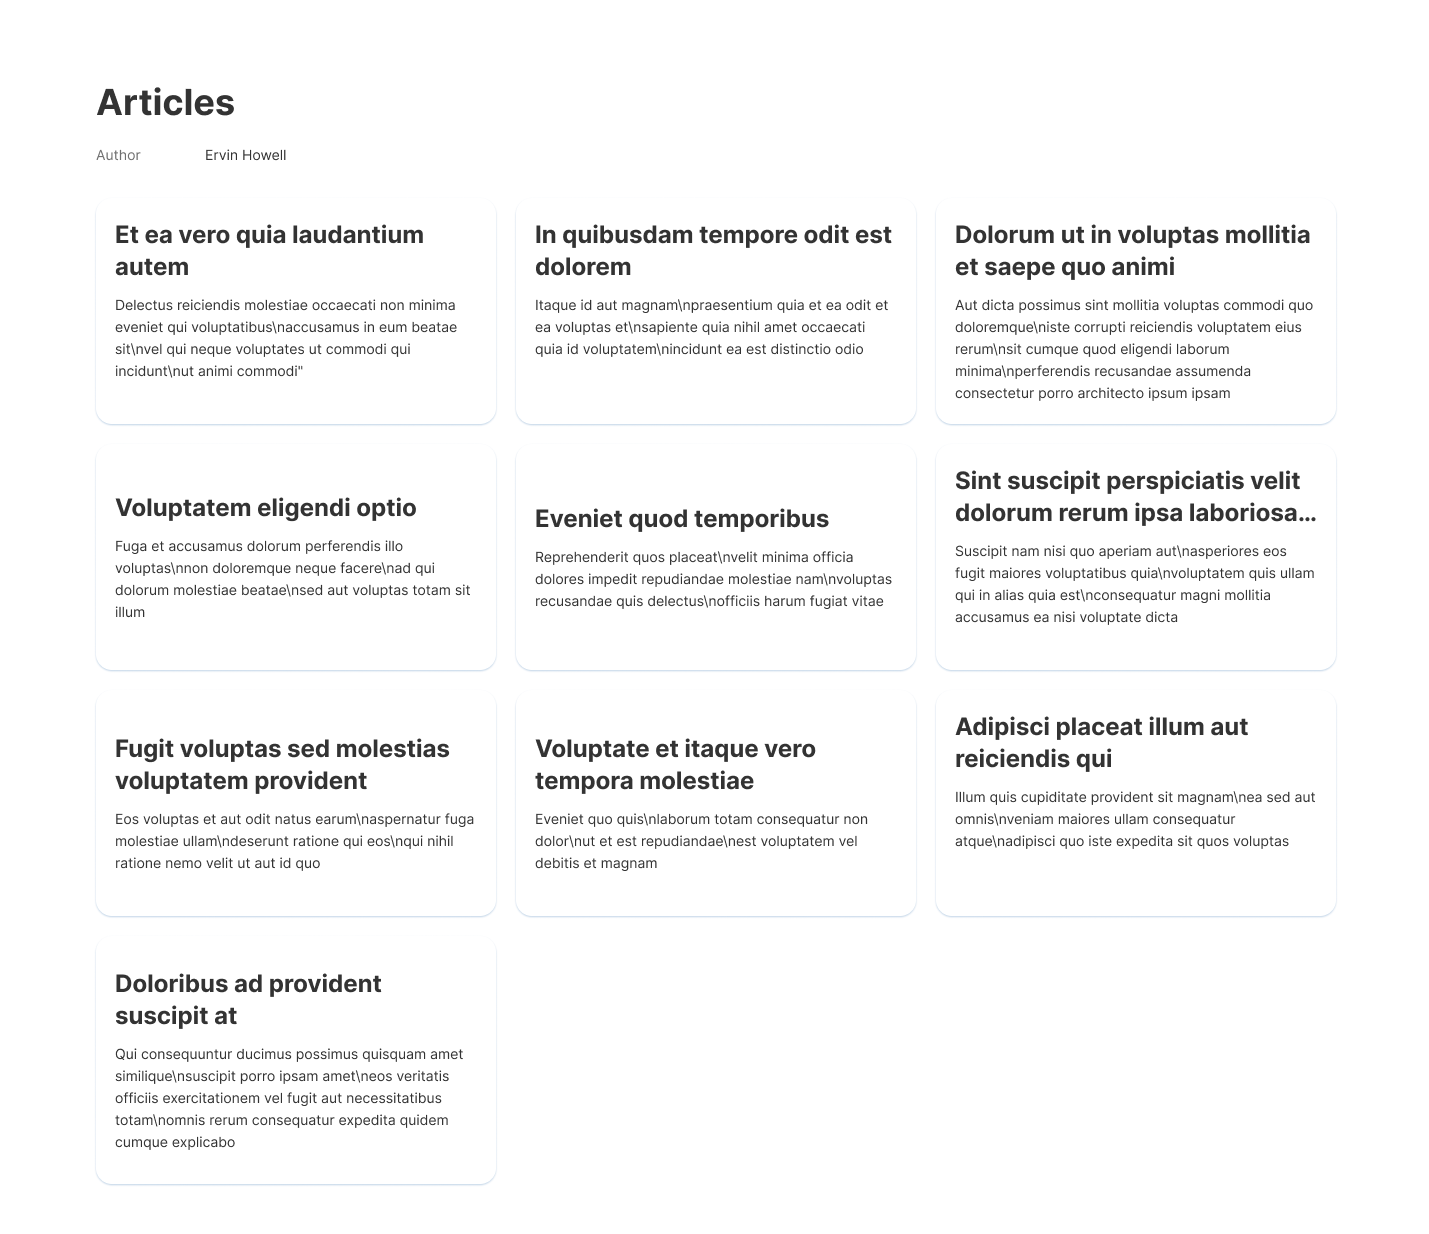 Articles
Author Ervin Howell
Et ea vero quia laudantium
autem
Delectus reiciendis molestiae occaecati non minima
eveniet qui voluptatibus\naccusamus in eum beatae
sit\nvel qui neque voluptates ut commodi qui
incidunt\nut animi commodi"
In quibusdam tempore odit est
dolorem
Itaque id aut magnam\npraesentium quia et ea odit et
ea voluptas et\nsapiente quia nihil amet occaecati
quia id voluptatem\nincidunt ea est distinctio odio
Dolorum ut in voluptas mollitia
et saepe quo animi
Aut dicta possimus sint mollitia voluptas commodi quo
doloremque\niste corrupti reiciendis voluptatem eius
rerum\nsit cumque quod eligendi laborum
minima\nperferendis recusandae assumenda
consectetur porro architecto ipsum ipsam
Voluptatem eligendi optio
Fuga et accusamus dolorum perferendis illo
voluptas\nnon doloremque neque facere\nad qui
dolorum molestiae beatae\nsed aut voluptas totam sit
illum
Eveniet quod temporibus
Reprehenderit quos placeat\nvelit minima officia
dolores impedit repudiandae molestiae nam\nvoluptas
recusandae quis delectus\nofficiis harum fugiat vitae
Sint suscipit perspiciatis velit
dolorum rerum ipsa laboriosa...
Suscipit nam nisi quo aperiam aut\nasperiores eos
fugit maiores voluptatibus quia\nvoluptatem quis ullam
qui in alias quia est\nconsequatur magni mollitia
accusamus ea nisi voluptate dicta
Fugit voluptas sed molestias
voluptatem provident
Eos voluptas et aut odit natus earum\naspernatur fuga
molestiae ullam\ndeserunt ratione qui eos\nqui nihil
ratione nemo velit ut aut id quo
Voluptate et itaque vero
tempora molestiae
Eveniet quo quis\nlaborum totam consequatur non
dolor\nut et est repudiandae\nest voluptatem vel
debitis et magnam
Adipisci placeat illum aut
reiciendis qui
Illum quis cupiditate provident sit magnam\nea sed aut
omnis\nveniam maiores ullam consequatur
atque\nadipisci quo iste expedita sit quos voluptas
Doloribus ad provident
suscipit at
Qui consequuntur ducimus possimus quisquam amet
similique\nsuscipit porro ipsam amet\neos veritatis
officiis exercitationem vel fugit aut necessitatibus
totam\nomnis rerum consequatur expedita quidem
cumque explicabo